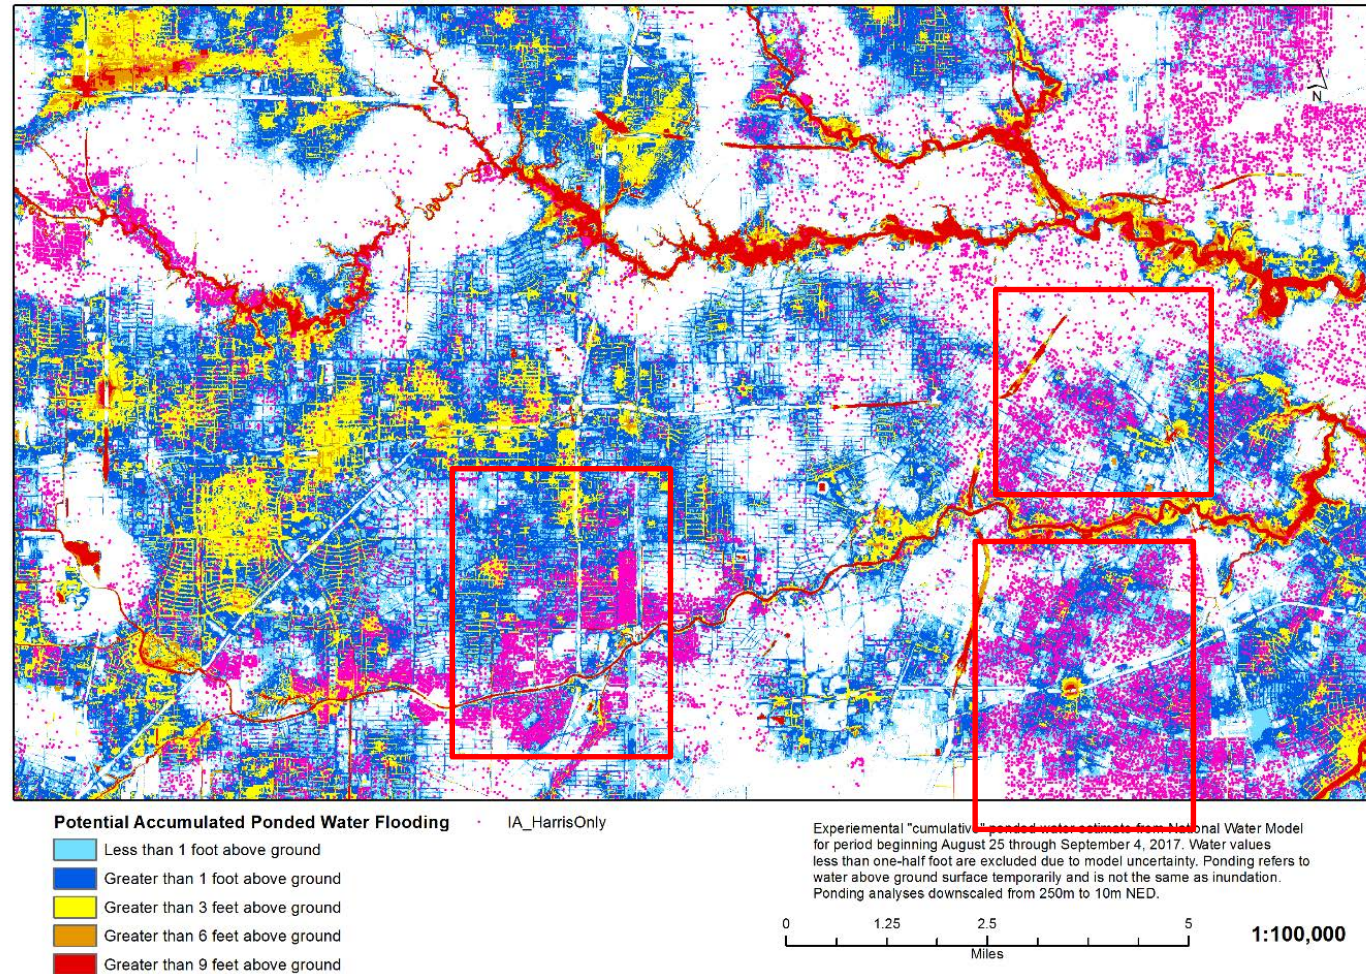 N
Potential Accumulated Ponded Water Flooding
IA_HarrisOnly
Less than 1 foot above ground
Greater than 1 foot above ground
Greater than 3 feet above ground
Greater than 6 feet above ground
Greater than 9 feet above ground
Experiemental "cumulative" ponded water estimate from National Water Model
for period beginning August 25 through September 4, 2017. Water values
less than one-half foot are excluded due to model uncertainty. Ponding refers to
water above ground surface temporarily and is not the same as inundation.
Ponding analyses downscaled from 250m to 10m NED.
0 1.25 2.5 5
Miles
1:100,000